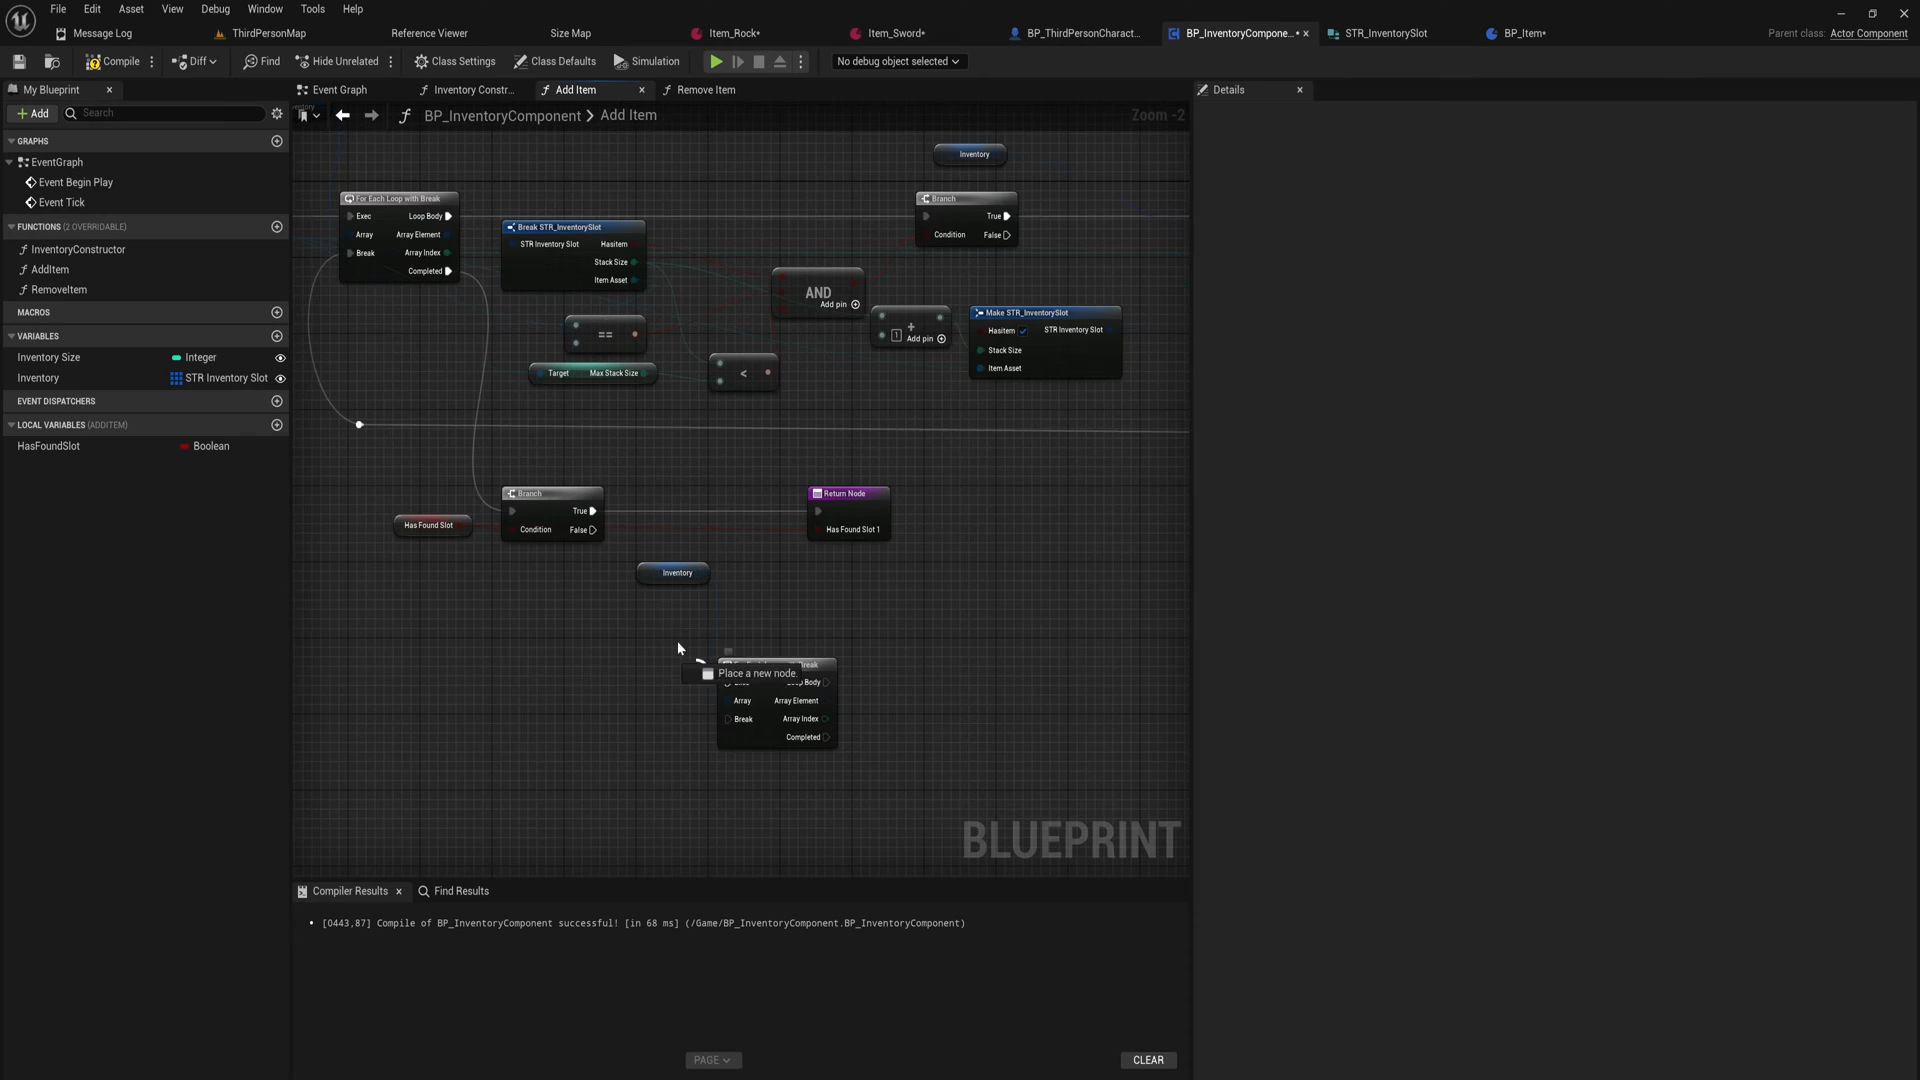 File Edit Asset View Debug Window Tools Help
Message Log ThirdPersonMap Reference Viewer Size Map Item_Rock* Item_Sword* BP_ThirdPersonCharact... BP_InventoryCompone...* STR_InventorySlot BP_Item*
Parent class: Actor Component
Compile Diff Find Hide Unrelated Class Settings Class Defaults Simulation No debug object selected
My Blueprint
Event Graph Inventory Constr... Add Item Remove Item
Details
Add Search
BP_InventoryComponent > Add Item
Zoom -2
GRAPHS
EventGraph
Event Begin Play
Event Tick
FUNCTIONS (2 OVERRIDABLE)
InventoryConstructor
AddItem
RemoveItem
MACROS
VARIABLES
Inventory Size Integer
Inventory STR Inventory Slot
EVENT DISPATCHERS
LOCAL VARIABLES (ADDITEM)
HasFoundSlot Boolean
Inventory
For Each Loop with Break
Exec Loop Body
Array Array Element
Break Array Index
Completed
Break STR_InventorySlot
STR Inventory Slot Hasitem
Stack Size
Item Asset
Branch
True
Condition False
AND
Add pin
==
Target Max Stack Size
<
1 +
Add pin
Make STR_InventorySlot
Hasitem STR Inventory Slot
Stack Size
Item Asset
Has Found Slot
Branch
True
Condition False
Return Node
Has Found Slot 1
Inventory
Break
Place a new node.
Loop Body
Array Array Element
Break Array Index
Completed
BLUEPRINT
Compiler Results Find Results
• [0443,87] Compile of BP_InventoryComponent successful! [in 68 ms] (/Game/BP_InventoryComponent.BP_InventoryComponent)
PAGE
CLEAR